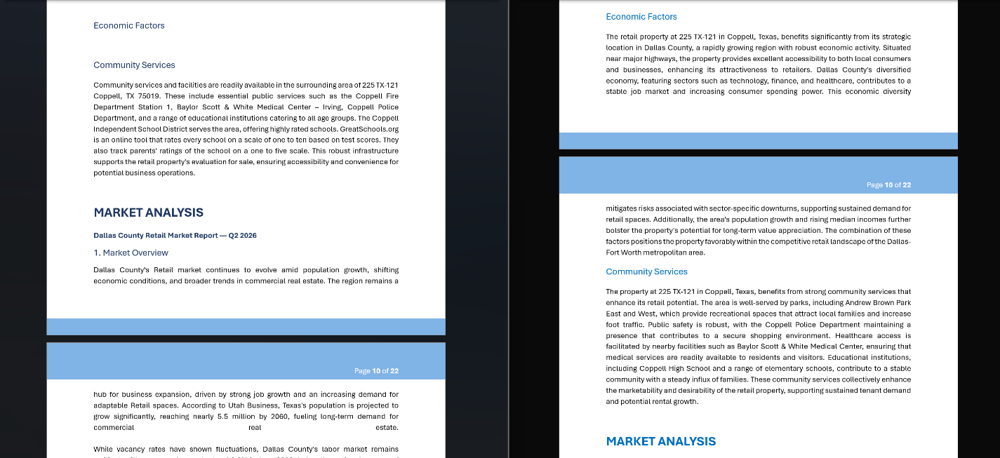 Economic Factors
Community Services
Community services and facilities are readily available in the surrounding area of 225 TX-121
Coppell, TX 75019. These include essential public services such as the Coppell Fire
Department Station 1, Baylor Scott & White Medical Center – Irving, Coppell Police
Department, and a range of educational institutions catering to all age groups. The Coppell
Independent School District serves the area, offering highly rated schools. GreatSchools.org
is an online tool that rates every school on a scale of one to ten based on test scores. They
also track parents' ratings of the school on a one to five scale. This robust infrastructure
supports the retail property's evaluation for sale, ensuring accessibility and convenience for
potential business operations.
MARKET ANALYSIS
Dallas County Retail Market Report — Q2 2026
1. Market Overview
Dallas County's Retail market continues to evolve amid population growth, shifting
economic conditions, and broader trends in commercial real estate. The region remains a
Page 10 of 22
hub for business expansion, driven by strong job growth and an increasing demand for
adaptable Retail spaces. According to Utah Business, Texas's population is projected to
grow significantly, reaching nearly 5.5 million by 2060, fueling long-term demand for
commercial real estate.
While vacancy rates have shown fluctuations, Dallas County's labor market remains
Economic Factors
The retail property at 225 TX-121 in Coppell, Texas, benefits significantly from its strategic
location in Dallas County, a rapidly growing region with robust economic activity. Situated
near major highways, the property provides excellent accessibility to both local consumers
and businesses, enhancing its attractiveness to retailers. Dallas County's diversified
economy, featuring sectors such as technology, finance, and healthcare, contributes to a
stable job market and increasing consumer spending power. This economic diversity
Page 10 of 22
mitigates risks associated with sector-specific downturns, supporting sustained demand for
retail spaces. Additionally, the area's population growth and rising median incomes further
bolster the property's potential for long-term value appreciation. The combination of these
factors positions the property favorably within the competitive retail landscape of the Dallas-
Fort Worth metropolitan area.
Community Services
The property at 225 TX-121 in Coppell, Texas, benefits from strong community services that
enhance its retail potential. The area is well-served by parks, including Andrew Brown Park
East and West, which provide recreational spaces that attract local families and increase
foot traffic. Public safety is robust, with the Coppell Police Department maintaining a
presence that contributes to a secure shopping environment. Healthcare access is
facilitated by nearby facilities such as Baylor Scott & White Medical Center, ensuring that
medical services are readily available to residents and visitors. Educational institutions,
including Coppell High School and a range of elementary schools, contribute to a stable
community with a steady influx of families. These community services collectively enhance
the marketability and desirability of the retail property, supporting sustained tenant demand
and potential rental growth.
MARKET ANALYSIS